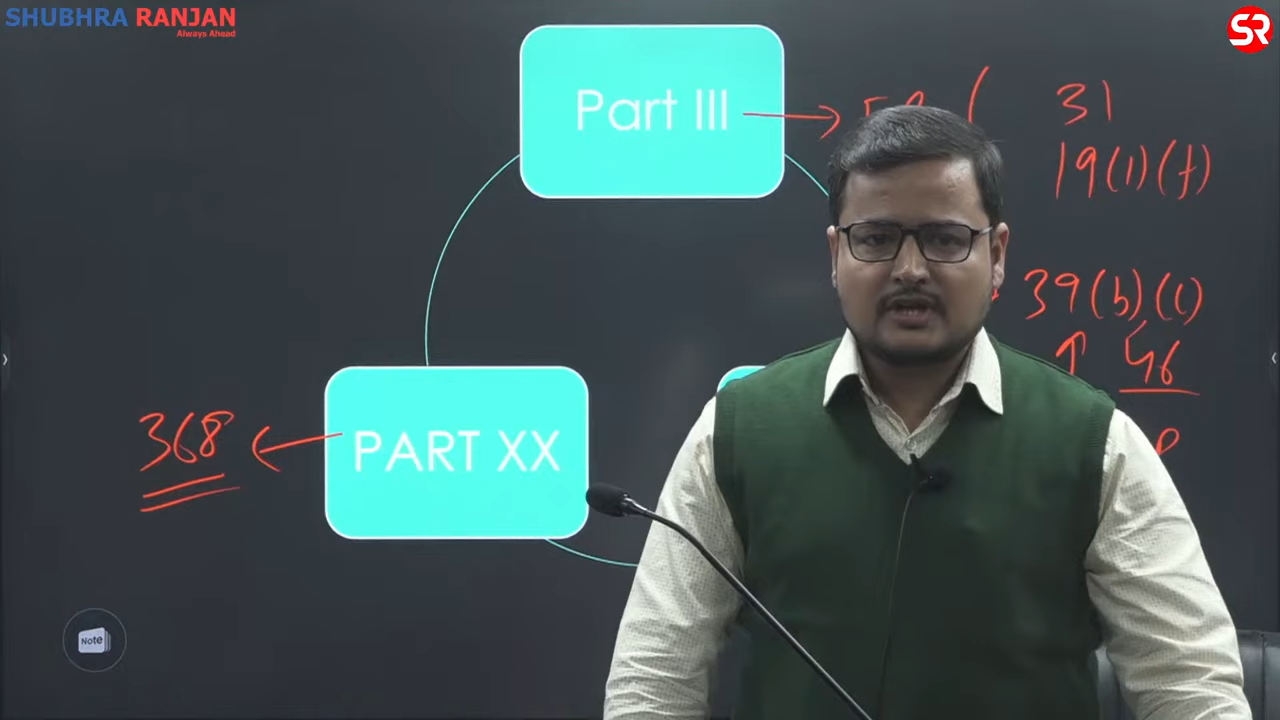 SHUBHRA RANJAN
Always Ahead
SR
Part III
31
19(1)(f)
39(b)(c)
46
368
PART XX
Note